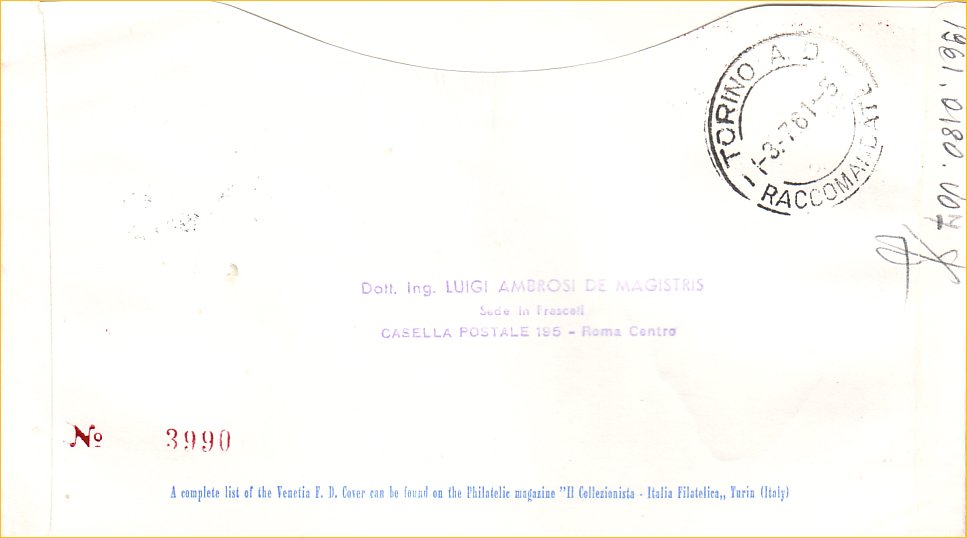 TORINO A. D.
-3.-7.61-
RACCOMANDATE
1961.0180.
Dott. Ing. LUIGI AMBROSI DE MAGISTRIS
Sede in Frascati
CASELLA POSTALE 195 - Roma Centro
Nº 3990
A complete list of the Venetia F. D. Cover can be found on the Philatelic magazine "Il Collezionista - Italia Filatelica„ Turin (Italy)